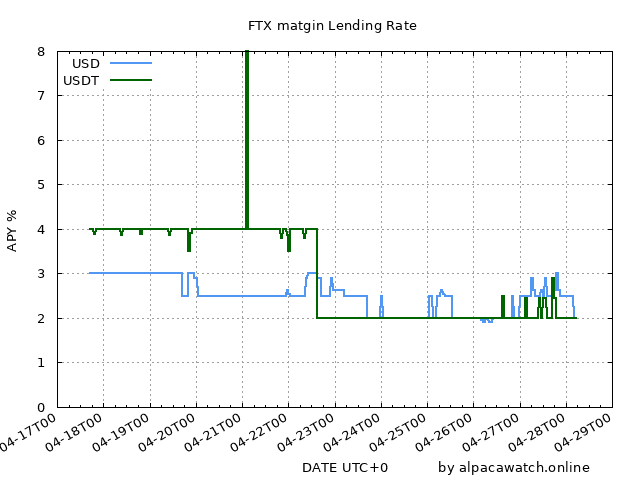 FTX matgin Lending Rate
8
7
6
5
4
3
2
1
0
APY %
USD
USDT
04-17T00
04-18T00
04-19T00
04-20T00
04-21T00
04-22T00
04-23T00
04-24T00
04-25T00
04-26T00
04-27T00
04-28T00
04-29T00
DATE UTC+0
by alpacawatch.online